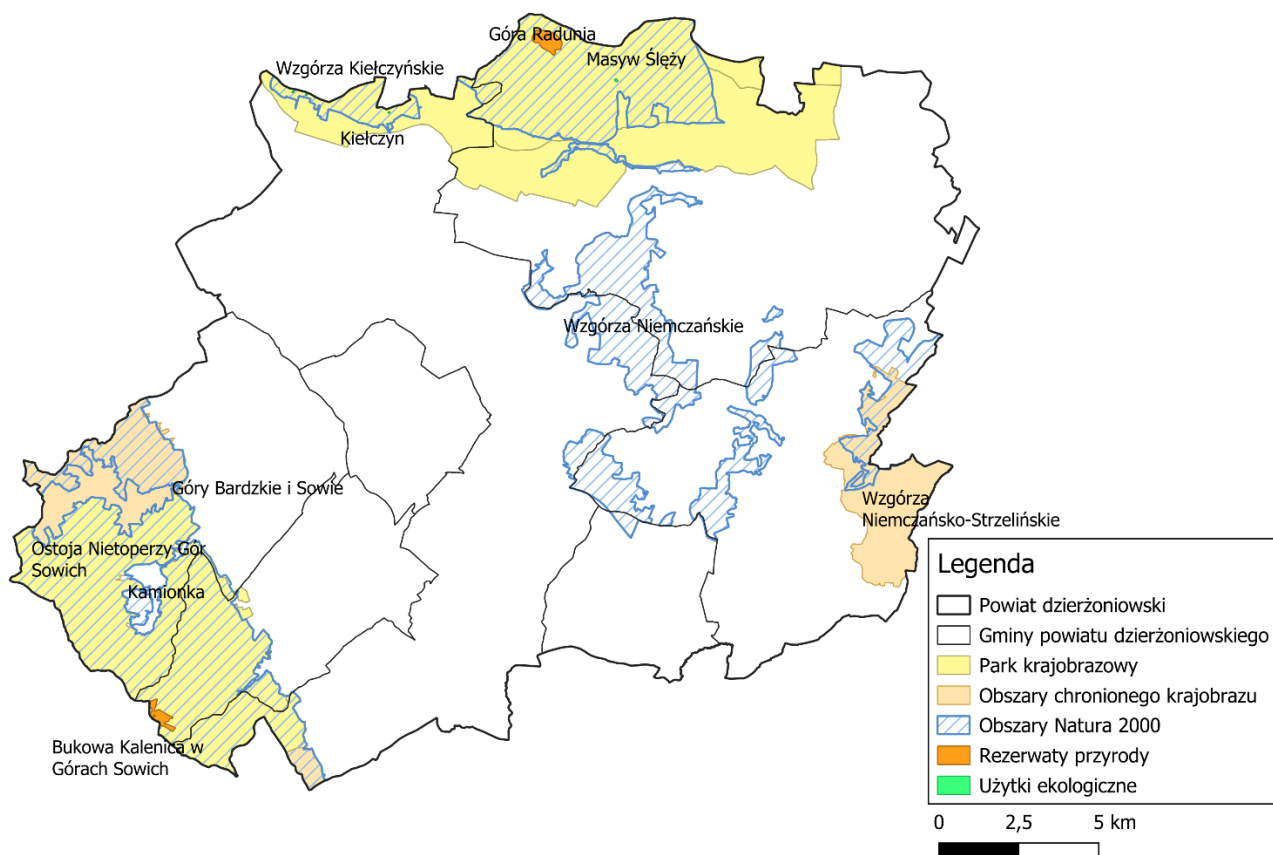 Góra Radunia
Masyw Ślęży
Wzgórza Kiełczyńskie
Kiełczyn
Wzgórza Niemczańskie
Góry Bardzkie i Sowie
Wzgórza
Niemczańsko-Strzelińskie
Ostoja Nietoperzy Gór
Sowich
Kamionka
Bukowa Kalenica w
Górach Sowich
Legenda
Powiat dzierżoniowski
Gminy powiatu dzierżoniowskiego
Park krajobrazowy
Obszary chronionego krajobrazu
Obszary Natura 2000
Rezerwaty przyrody
Użytki ekologiczne
0 2,5 5 km